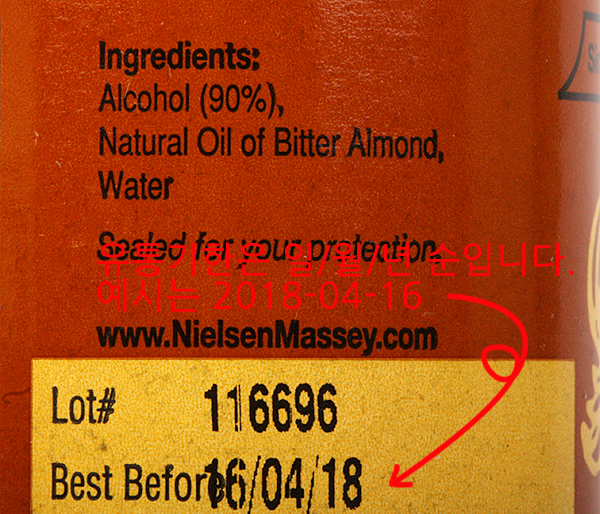 Ingredients:
Alcohol (90%),
Natural Oil of Bitter Almond,
Water
Sealed for your protection.
유통기한은 일/월/년 순입니다.
예시는 2018-04-16
www.NielsenMassey.com
Lot# 116696
Best Before 16/04/18